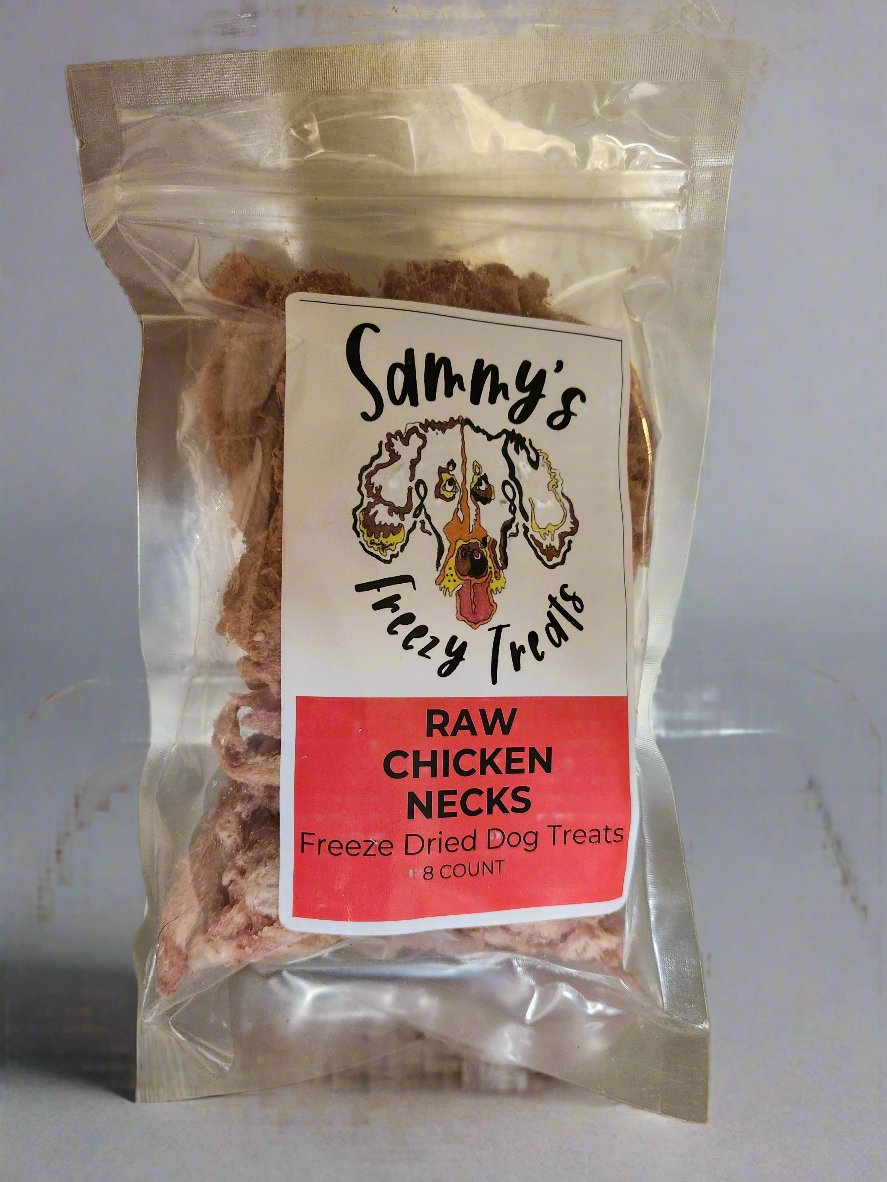 Sammy's
Freezy Treats
RAW
CHICKEN
NECKS
Freeze Dried Dog Treats
8 COUNT